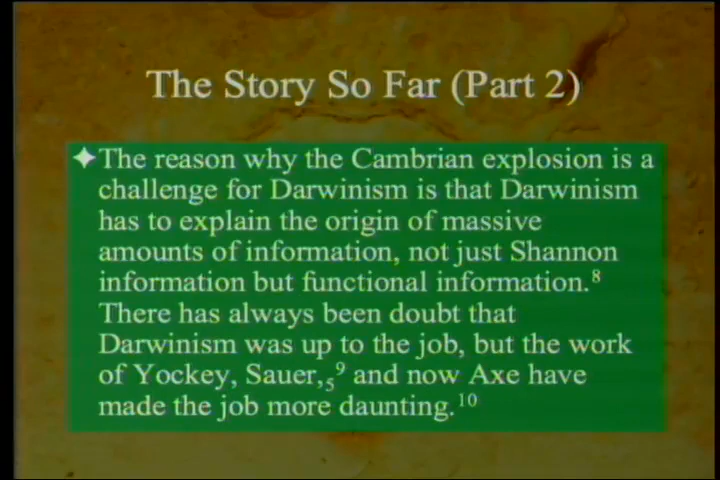 The Story So Far (Part 2)
✦The reason why the Cambrian explosion is a
challenge for Darwinism is that Darwinism
has to explain the origin of massive
amounts of information, not just Shannon
information but functional information.⁸
There has always been doubt that
Darwinism was up to the job, but the work
of Yockey, Sauer,₅⁹ and now Axe have
made the job more daunting.¹⁰